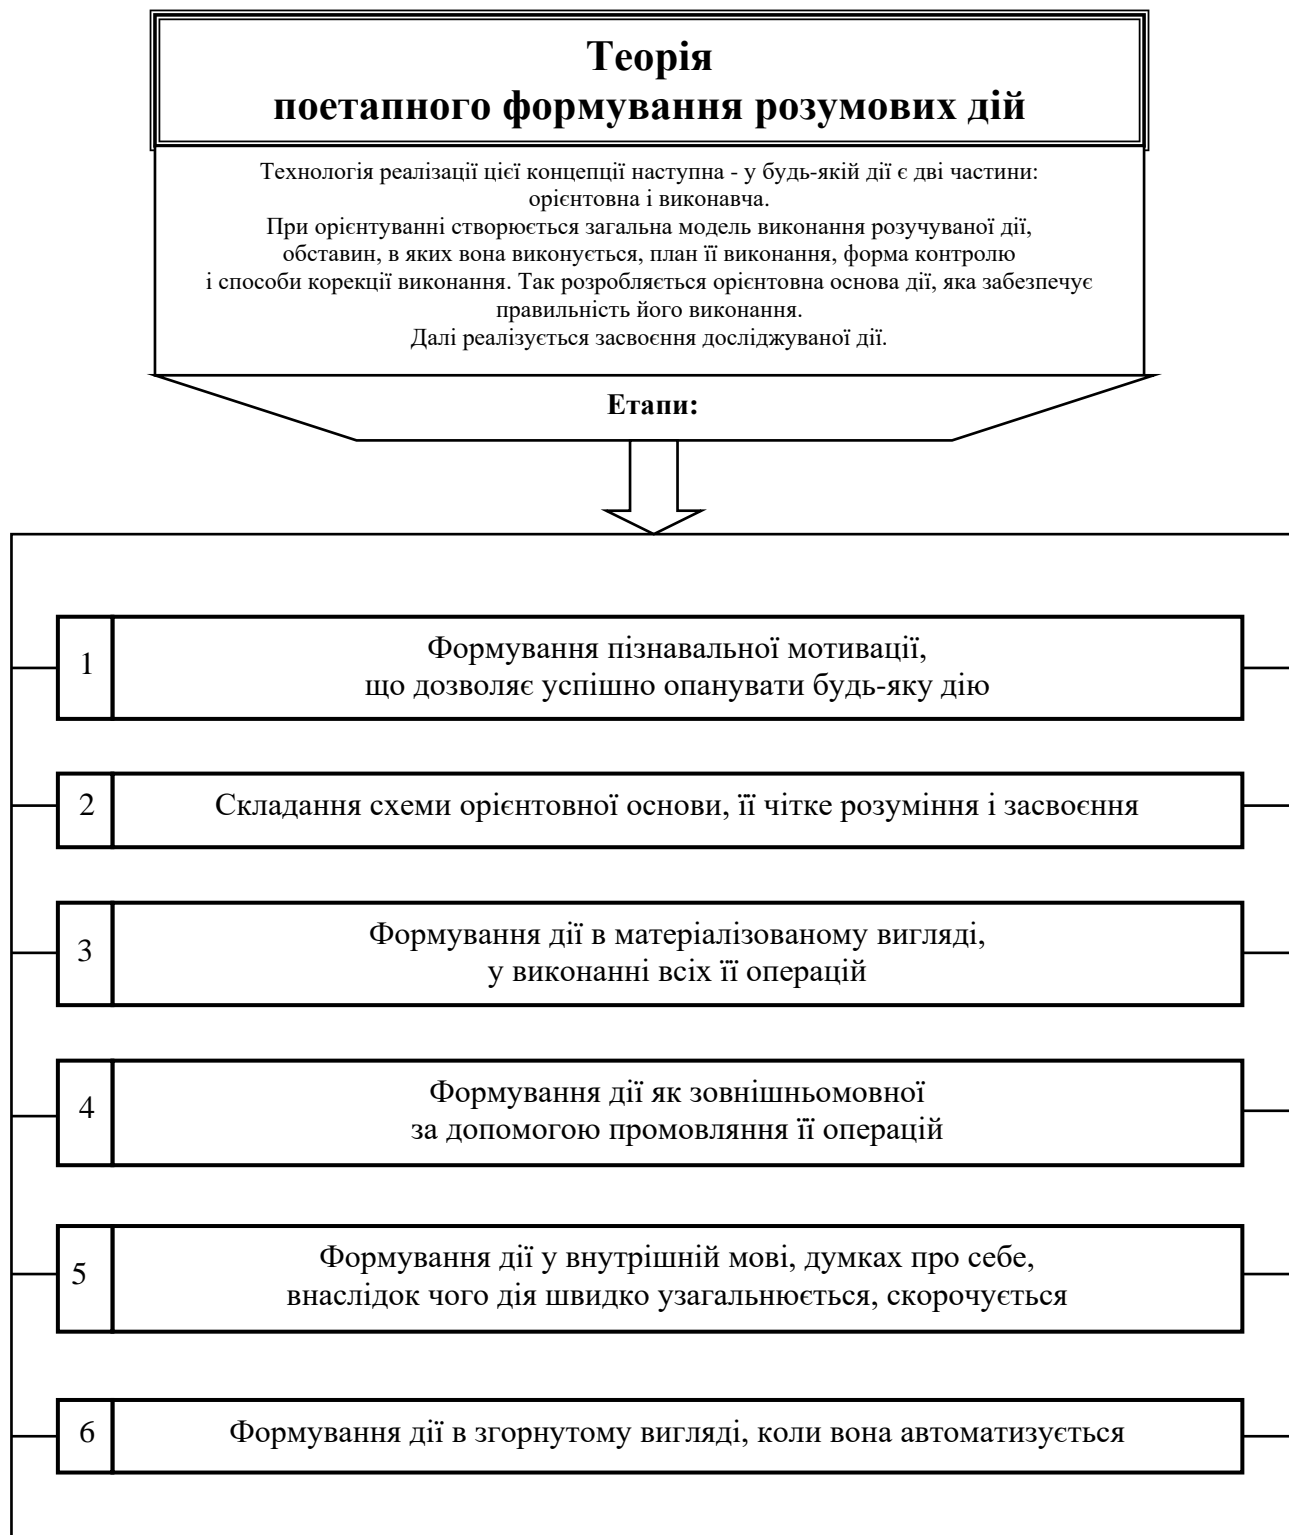 Теорія
поетапного формування розумових дій
Технологія реалізації цієї концепції наступна - у будь-якій дії є дві частини:
орієнтовна і виконавча.
При орієнтуванні створюється загальна модель виконання розучуваної дії,
обставин, в яких вона виконується, план її виконання, форма контролю
і способи корекції виконання. Так розробляється орієнтовна основа дії, яка забезпечує
правильність його виконання.
Далі реалізується засвоєння досліджуваної дії.
Етапи:
1
Формування пізнавальної мотивації,
що дозволяє успішно опанувати будь-яку дію
2
Складання схеми орієнтовної основи, її чітке розуміння і засвоєння
3
Формування дії в матеріалізованому вигляді,
у виконанні всіх її операцій
4
Формування дії як зовнішньомовної
за допомогою промовляння її операцій
5
Формування дії у внутрішній мові, думках про себе,
внаслідок чого дія швидко узагальнюється, скорочується
6
Формування дії в згорнутому вигляді, коли вона автоматизується